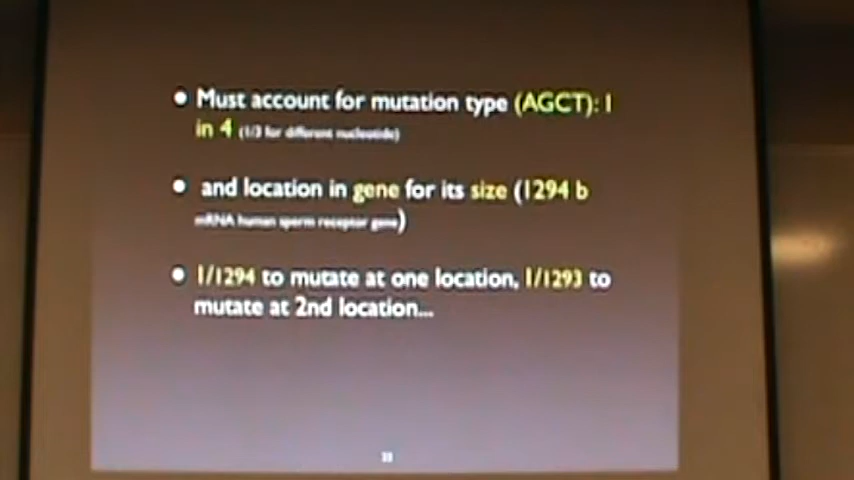 • Must account for mutation type (AGCT): 1
in 4 (1/3 for different nucleotide)
• and location in gene for its size (1294 b
mRNA human sperm receptor gene)
• 1/1294 to mutate at one location, 1/1293 to
mutate at 2nd location...